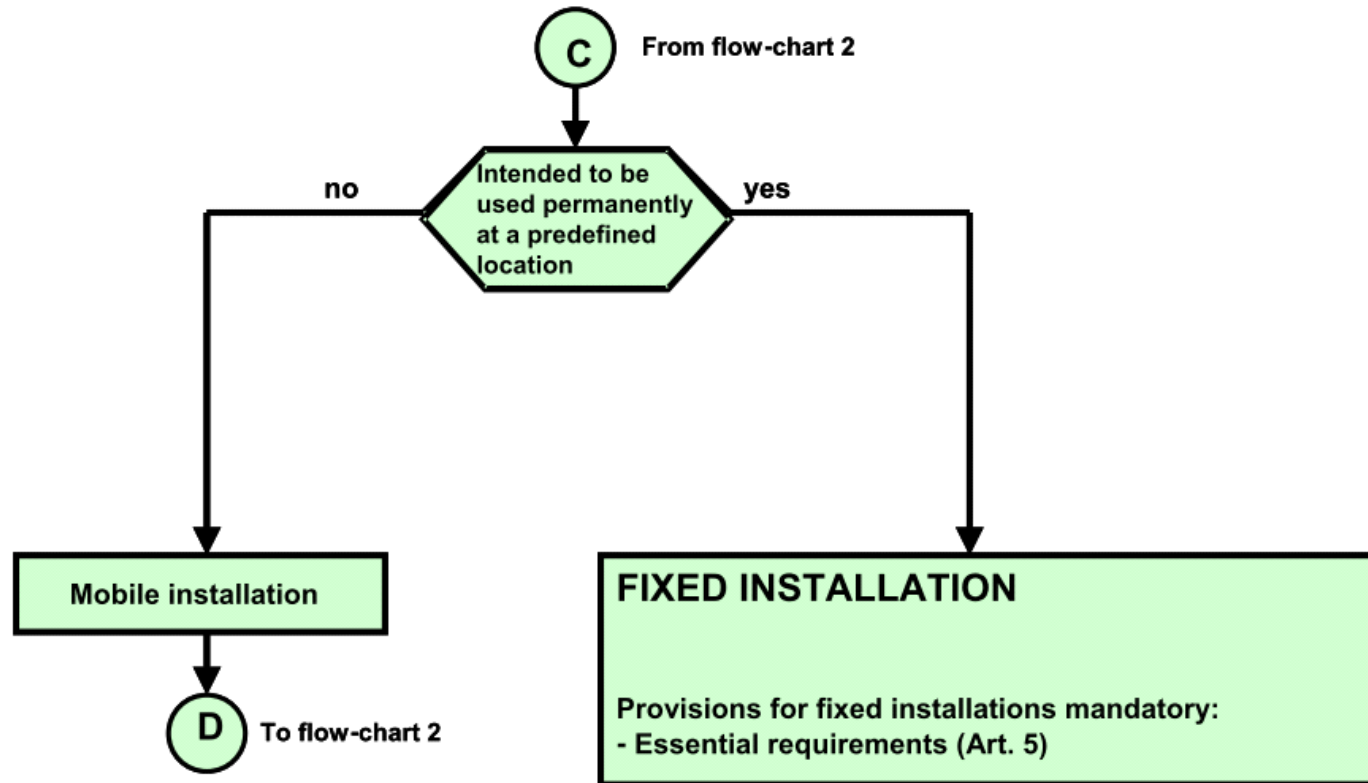 C
From flow-chart 2
Intended to be
used permanently
at a predefined
location
no
yes
Mobile installation
D
To flow-chart 2
FIXED INSTALLATION
Provisions for fixed installations mandatory:
- Essential requirements (Art. 5)